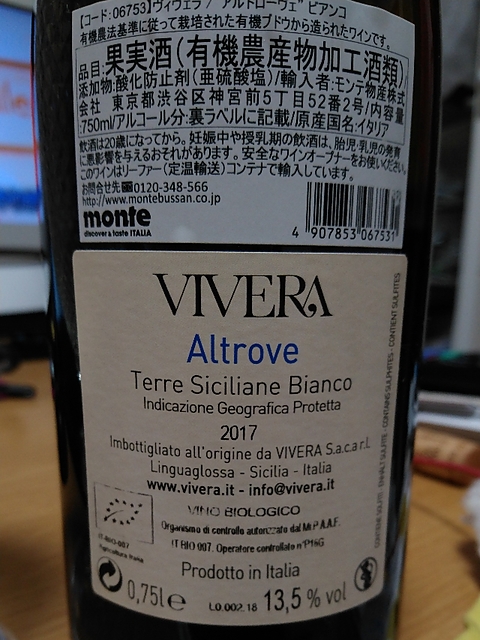 【コード:06753】ヴィヴェラ / "アルトローヴェ" ビアンコ
有機農法基準に従って栽培された有機ブドウから造られたワインです。
品目:果実酒(有機農産物加工酒類)/
添加物:酸化防止剤(亜硫酸塩)/輸入者:モンテ物産株式
会社 東京都渋谷区神宮前5丁目52番2号/内容量
:750ml/アルコール分:裏ラベルに記載/原産国名:イタリア
飲酒は20歳になってから。妊娠中や授乳期の飲酒は、胎児・乳児の発育
に悪影響を与えるおそれがあります。安全なワインオープナーをお使いください。
このワインはリーファー(定温輸送)コンテナで輸入しています。
お問合せ先 0120-348-566
http://www.montebussan.co.jp
monte
discover & taste ITALIA
4 907853 067531
VIVERA
Altrove
Terre Siciliane Bianco
Indicazione Geografica Protetta
2017
Imbottigliato all'origine da VIVERA S.a.c.a r.l.
Linguaglossa - Sicilia - Italia
www.vivera.it - info@vivera.it
VINO BIOLOGICO
Organismo di controllo autorizzato dal Mi.P.A.A.F.
IT BIO 007. Operatore controllato n°P16G
IT-BIO-007
Agricoltura Italia
Prodotto in Italia
0,75l e
L0.002.18
13,5 % vol
CONTIENE SOLFITI - ENTHÄLT SULFITE - CONTAINS SULPHITES - CONTIENT SULFITES